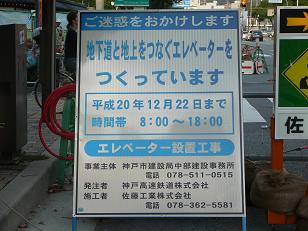 ご迷惑をおかけします
地下道と地上をつなぐエレベーターを
つくっています
平成20年12月22日まで
時間帯 8:00～18:00
エレベーター設置工事
事業主体 神戸市建設局中部建設事務所
電話 078-511-0515
発注者 神戸高速鉄道株式会社
施工者 佐藤工業株式会社
電話 078-362-5581
佐